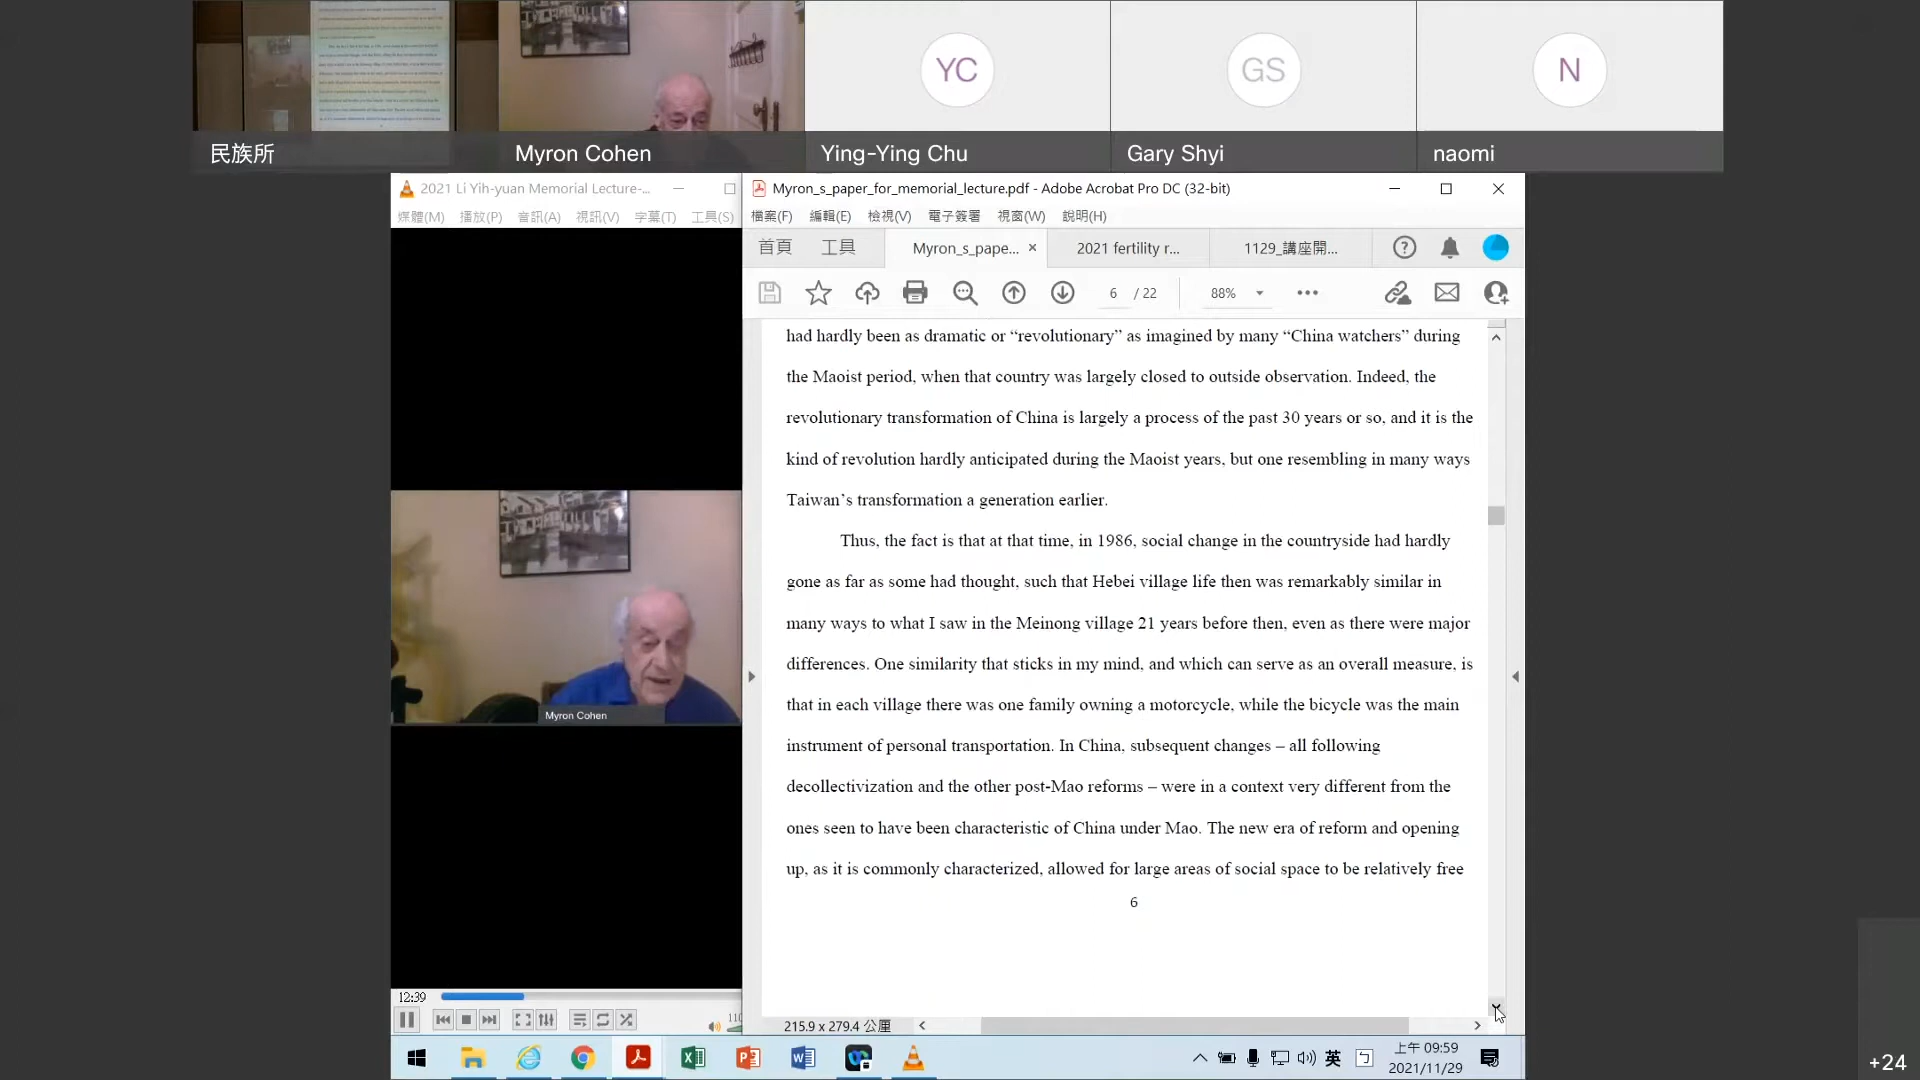 YC
GS
N
民族所
Myron Cohen
Ying-Ying Chu
Gary Shyi
naomi
2021 Li Yih-yuan Memorial Lecture-...
媒體(M) 播放(P) 音訊(A) 視訊(V) 字幕(T) 工具(S)
Myron_s_paper_for_memorial_lecture.pdf - Adobe Acrobat Pro DC (32-bit)
檔案(F) 編輯(E) 檢視(V) 電子簽署 視窗(W) 說明(H)
首頁 工具 Myron_s_pape... × 2021 fertility r... 1129_講座開...
6 / 22 88%
had hardly been as dramatic or “revolutionary” as imagined by many “China watchers” during
the Maoist period, when that country was largely closed to outside observation. Indeed, the
revolutionary transformation of China is largely a process of the past 30 years or so, and it is the
kind of revolution hardly anticipated during the Maoist years, but one resembling in many ways
Taiwan’s transformation a generation earlier.
Thus, the fact is that at that time, in 1986, social change in the countryside had hardly
gone as far as some had thought, such that Hebei village life then was remarkably similar in
many ways to what I saw in the Meinong village 21 years before then, even as there were major
differences. One similarity that sticks in my mind, and which can serve as an overall measure, is
that in each village there was one family owning a motorcycle, while the bicycle was the main
instrument of personal transportation. In China, subsequent changes – all following
decollectivization and the other post-Mao reforms – were in a context very different from the
ones seen to have been characteristic of China under Mao. The new era of reform and opening
up, as it is commonly characterized, allowed for large areas of social space to be relatively free
6
Myron Cohen
12:39
215.9 x 279.4 公厘
英
上午 09:59
2021/11/29
+24